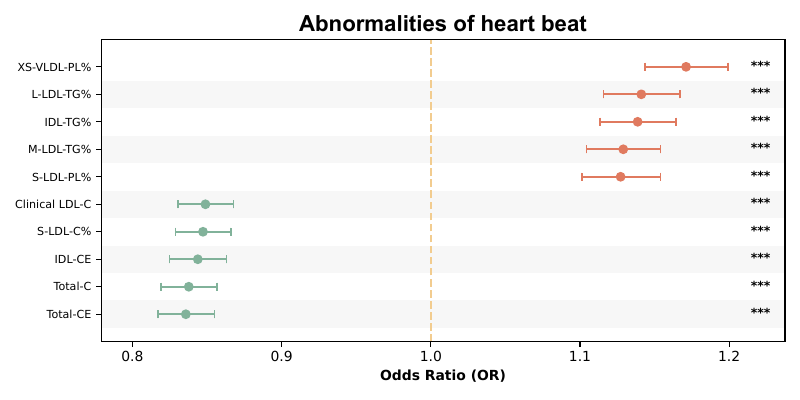 Abnormalities of heart beat
XS-VLDL-PL% ***
L-LDL-TG% ***
IDL-TG% ***
M-LDL-TG% ***
S-LDL-PL% ***
Clinical LDL-C ***
S-LDL-C% ***
IDL-CE ***
Total-C ***
Total-CE ***
0.8 0.9 1.0 1.1 1.2
Odds Ratio (OR)